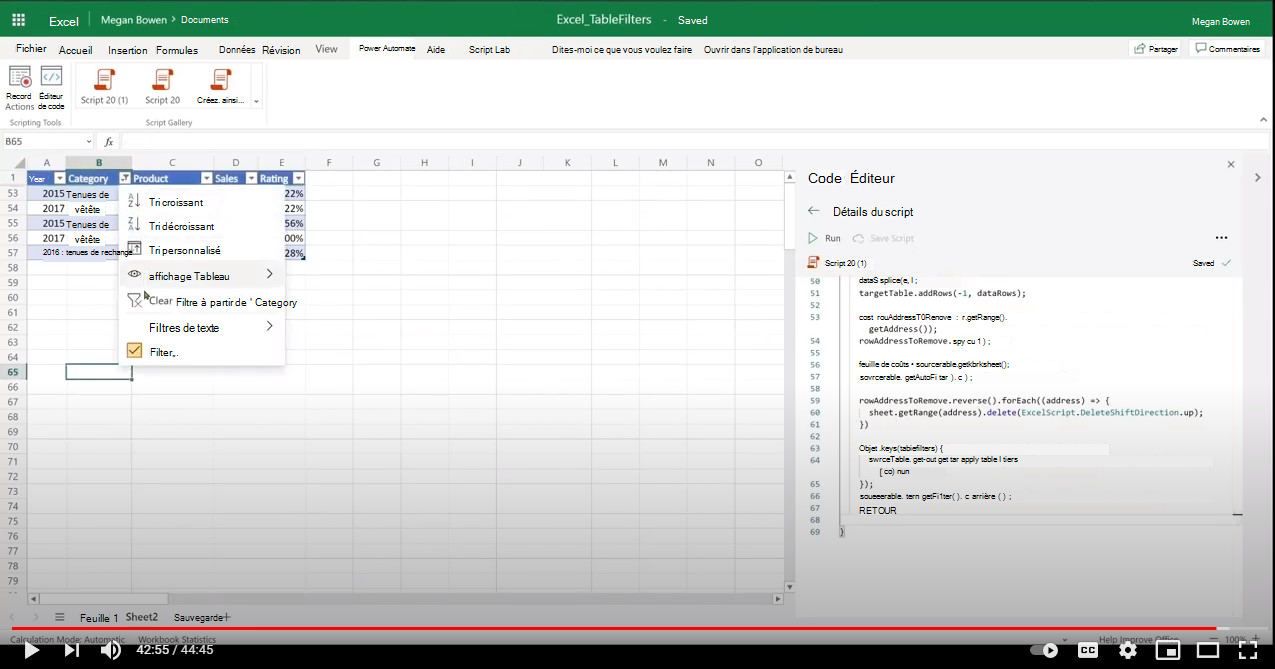 Excel Megan Bowen > Documents Excel_TableFilters - Saved Megan Bowen
Fichier Accueil Insertion Formules Données Révision View Power Automate Aide Script Lab Dites-moi ce que vous voulez faire Ouvrir dans l'application de bureau Partager Commentaires
Record Actions
Éditeur de code
Script 20 (1) Script 20 Créez. ainsi...
Scripting Tools Script Gallery
B65 fx
A B C D E F G H I J K L M N O
1 Year Category Product Sales Rating
53 2015 Tenues de 22%
54 2017 vêtête 22%
55 2015 Tenues de 56%
56 2017 vêtête 00%
57 2016 : tenues de rechange 28%
58
59
60
61
62
63
64
65
66
67
68
69
70
71
72
73
74
75
76
77
78
79
Tri croissant
Tri décroissant
Tri personnalisé
affichage Tableau
Clear Filtre à partir de ' Category
Filtres de texte
Filter,..
Code Éditeur
Détails du script
Run Save Script ...
Script 20 (1) Saved
50 dataS splice(e, l ;
51 targetTable.addRows(-1, dataRows);
52
53 cost rouAddressT0Renove : r.getRange().
getAddress());
54 rowAddressToRemove. spy cu 1 ) ;
55
56 feuille de coûts • sourcerable.getkbrksheet();
57 sovrcerable. getAutoFi tar ). c ) ;
58
59 rowAddressToRemove.reverse().forEach((address) => {
60 sheet.getRange(address).delete(ExcelScript.DeleteShiftDirection.up);
61 })
62
63 Objet .keys(tablefilters) {
64 swrceTable. get-out get tar apply table l tiers
[ co) nun
65 });
66 soueeerable. tern getFi1ter( ). c arrière ( ) ;
67 RETOUR
68
69 }
Feuille 1 Sheet2 Sauvegarde+
Calculation Mode: Automatic Workbook Statistics Help Improve Office 100%
42:55 / 44:45 CC